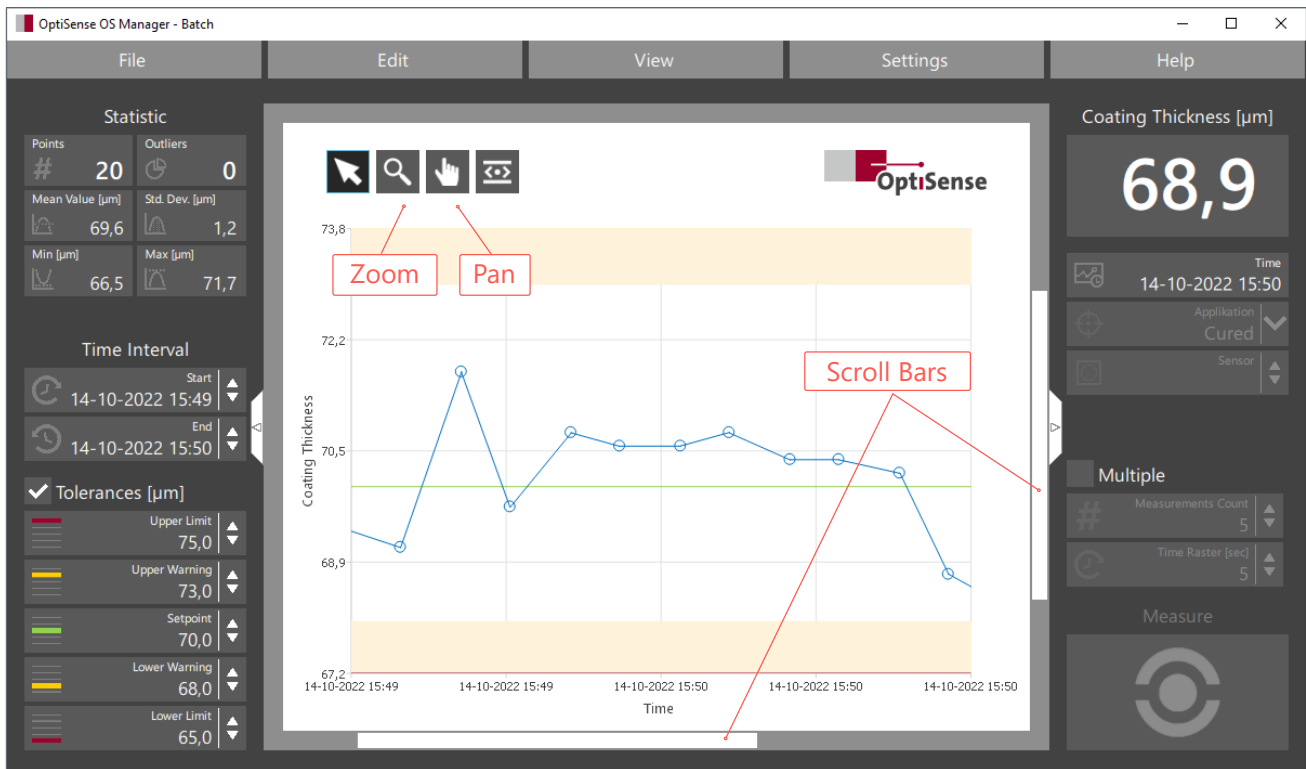 OptiSense OS Manager - Batch
File
Edit
View
Settings
Help
Statistic
Points
# 20
Outliers
0
Mean Value [µm]
69,6
Std. Dev. [µm]
1,2
Min [µm]
66,5
Max [µm]
71,7
Time Interval
Start
14-10-2022 15:49
End
14-10-2022 15:50
Tolerances [µm]
Upper Limit
75,0
Upper Warning
73,0
Setpoint
70,0
Lower Warning
68,0
Lower Limit
65,0
OptiSense
Zoom
Pan
Scroll Bars
Coating Thickness
73,8
72,2
70,5
68,9
67,2
14-10-2022 15:49
14-10-2022 15:49
14-10-2022 15:50
14-10-2022 15:50
14-10-2022 15:50
Time
Coating Thickness [µm]
68,9
Time
14-10-2022 15:50
Applikation
Cured
Sensor
Multiple
Measurements Count
# 5
Time Raster [sec]
5
Measure